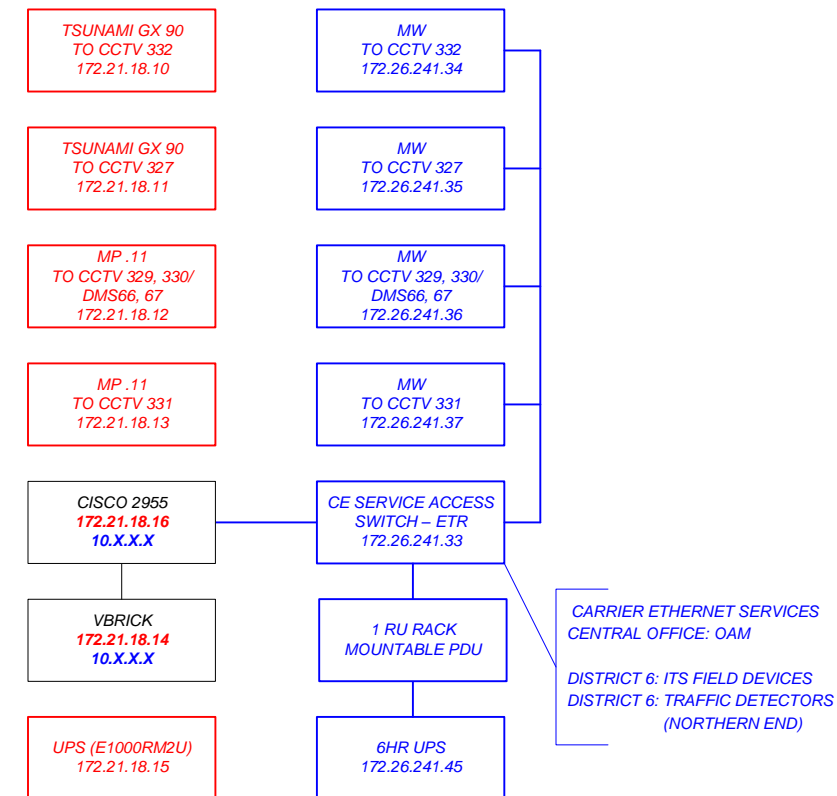 TSUNAMI GX 90
TO CCTV 332
172.21.18.10
MW
TO CCTV 332
172.26.241.34
TSUNAMI GX 90
TO CCTV 327
172.21.18.11
MW
TO CCTV 327
172.26.241.35
MP .11
TO CCTV 329, 330/
DMS66, 67
172.21.18.12
MW
TO CCTV 329, 330/
DMS66, 67
172.26.241.36
MP .11
TO CCTV 331
172.21.18.13
MW
TO CCTV 331
172.26.241.37
CISCO 2955
172.21.18.16
10.X.X.X
CE SERVICE ACCESS
SWITCH – ETR
172.26.241.33
VBRICK
172.21.18.14
10.X.X.X
1 RU RACK
MOUNTABLE PDU
CARRIER ETHERNET SERVICES
CENTRAL OFFICE: OAM
DISTRICT 6: ITS FIELD DEVICES
DISTRICT 6: TRAFFIC DETECTORS
(NORTHERN END)
UPS (E1000RM2U)
172.21.18.15
6HR UPS
172.26.241.45